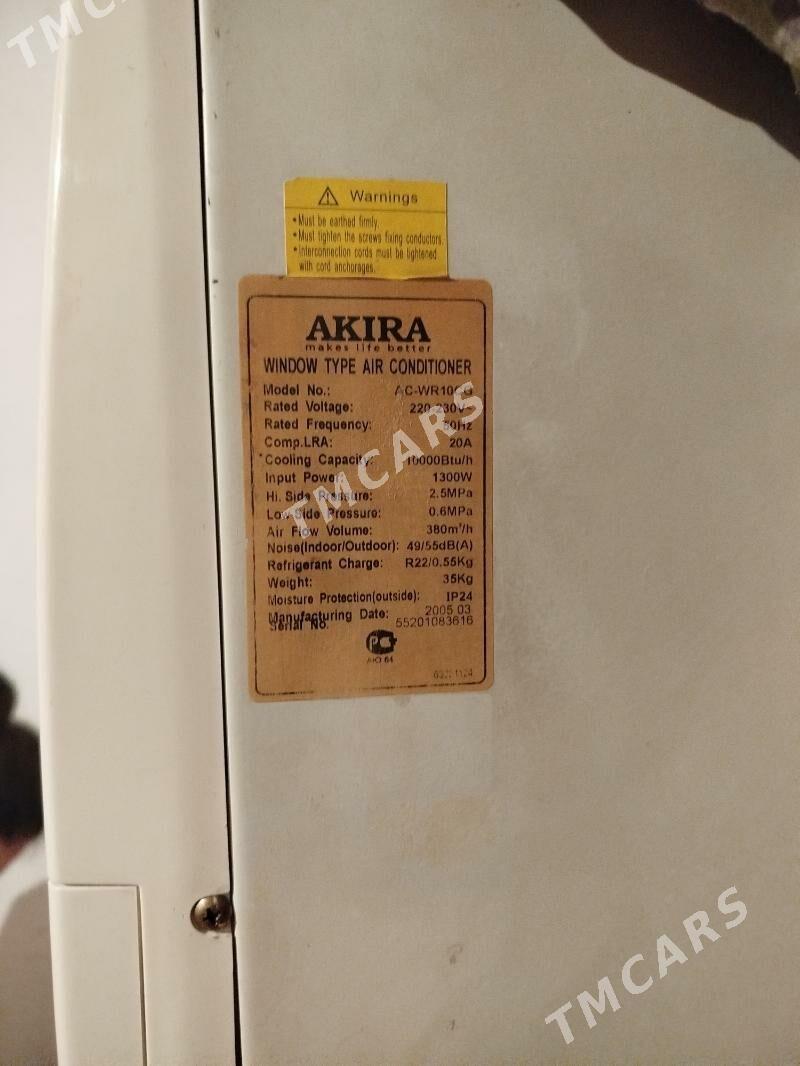 TMCARS
Warnings
•Must be earthed firmly.
•Must tighten the screws fixing conductors.
•Interconnection cords must be tightened
with cord anchorages.
AKIRA
makes life better
WINDOW TYPE AIR CONDITIONER
Model No.:
Rated Voltage: 220-230V~
Rated Frequency: 50Hz
Comp.LRA: 20A
Cooling Capacity: 10000Btu/h
Input Power: 1300W
Hi. Side Pressure: 2.5MPa
Low Side Pressure: 0.6MPa
Air Flow Volume: 380m³/h
Noise(Indoor/Outdoor): 49/55dB(A)
Refrigerant Charge: R22/0.55Kg
Weight: 35Kg
Moisture Protection(outside): IP24
Manufacturing Date: 2005 03
Serial No. 55201083616
TMCARS
TMCARS